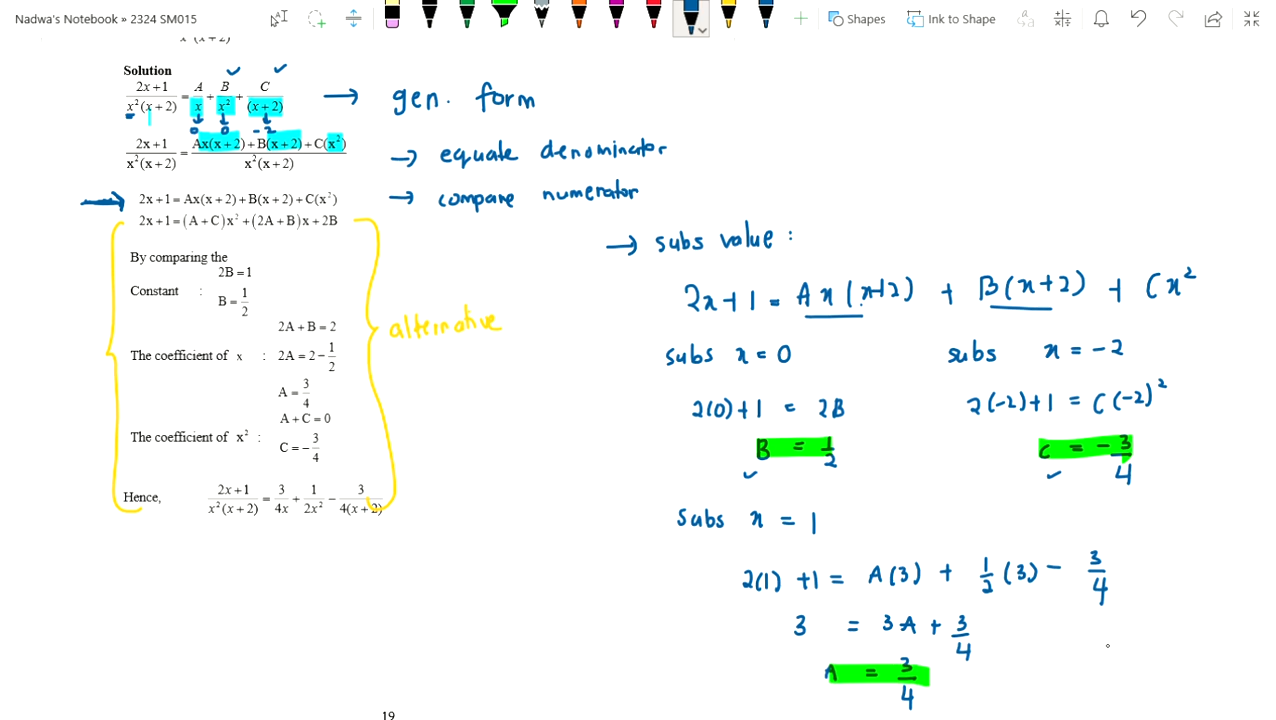 Nadwa's Notebook » 2324 SM015
Shapes
Ink to Shape
x (x + 2)
Solution
(2x+1)/(x²(x+2)) = A/x + B/x² + C/(x+2) → gen. form
0 0 -2
(2x+1)/(x²(x+2)) = (Ax(x+2)+B(x+2)+C(x²))/(x²(x+2)) → equate denominator
→ 2x+1=Ax(x+2)+B(x+2)+C(x²) → compare numerator
2x+1=(A+C)x²+(2A+B)x+2B
By comparing the
2B=1
Constant :
B=1/2
2A+B=2
The coefficient of x : 2A=2-1/2
A=3/4
A+C=0
The coefficient of x² :
C=-3/4
Hence, (2x+1)/(x²(x+2)) = 3/(4x) + 1/(2x²) - 3/(4(x+2))
alternative
→ subs value :
2x+1 = Ax(x+2) + B(x+2) + Cx²
subs x = 0
2(0)+1 = 2B
B = 1/2
subs x = -2
2(-2)+1 = C(-2)²
C = -3/4
subs x = 1
2(1) +1 = A(3) + 1/2(3) - 3/4
3 = 3A + 3/4
A = 3/4
19